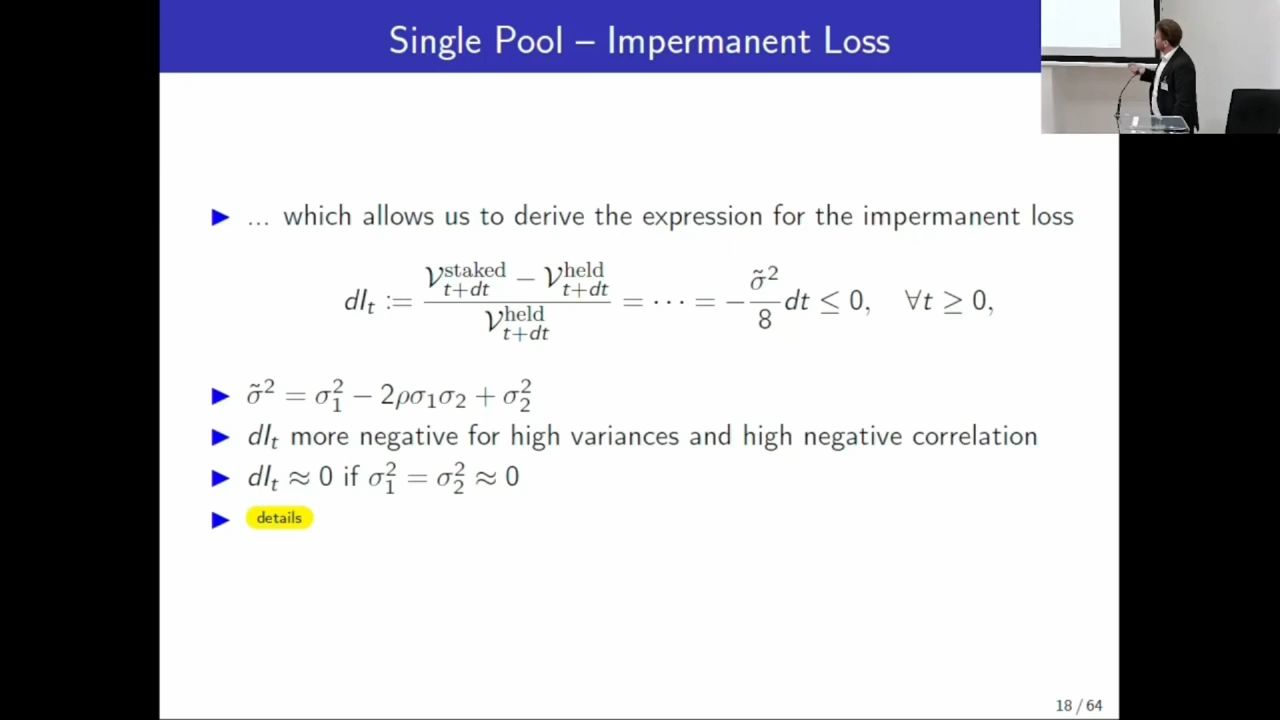 Single Pool – Impermanent Loss
▶ ... which allows us to derive the expression for the impermanent loss
$dI_t := \frac{\mathcal{V}^{\text{staked}}_{t+dt} - \mathcal{V}^{\text{held}}_{t+dt}}{\mathcal{V}^{\text{held}}_{t+dt}} = \cdots = -\frac{\tilde{\sigma}^2}{8} dt \leq 0, \quad \forall t \geq 0,$
▶ $\tilde{\sigma}^2 = \sigma_1^2 - 2\rho\sigma_1\sigma_2 + \sigma_2^2$
▶ $dI_t$ more negative for high variances and high negative correlation
▶ $dI_t \approx 0$ if $\sigma_1^2 = \sigma_2^2 \approx 0$
▶ details
18 / 64